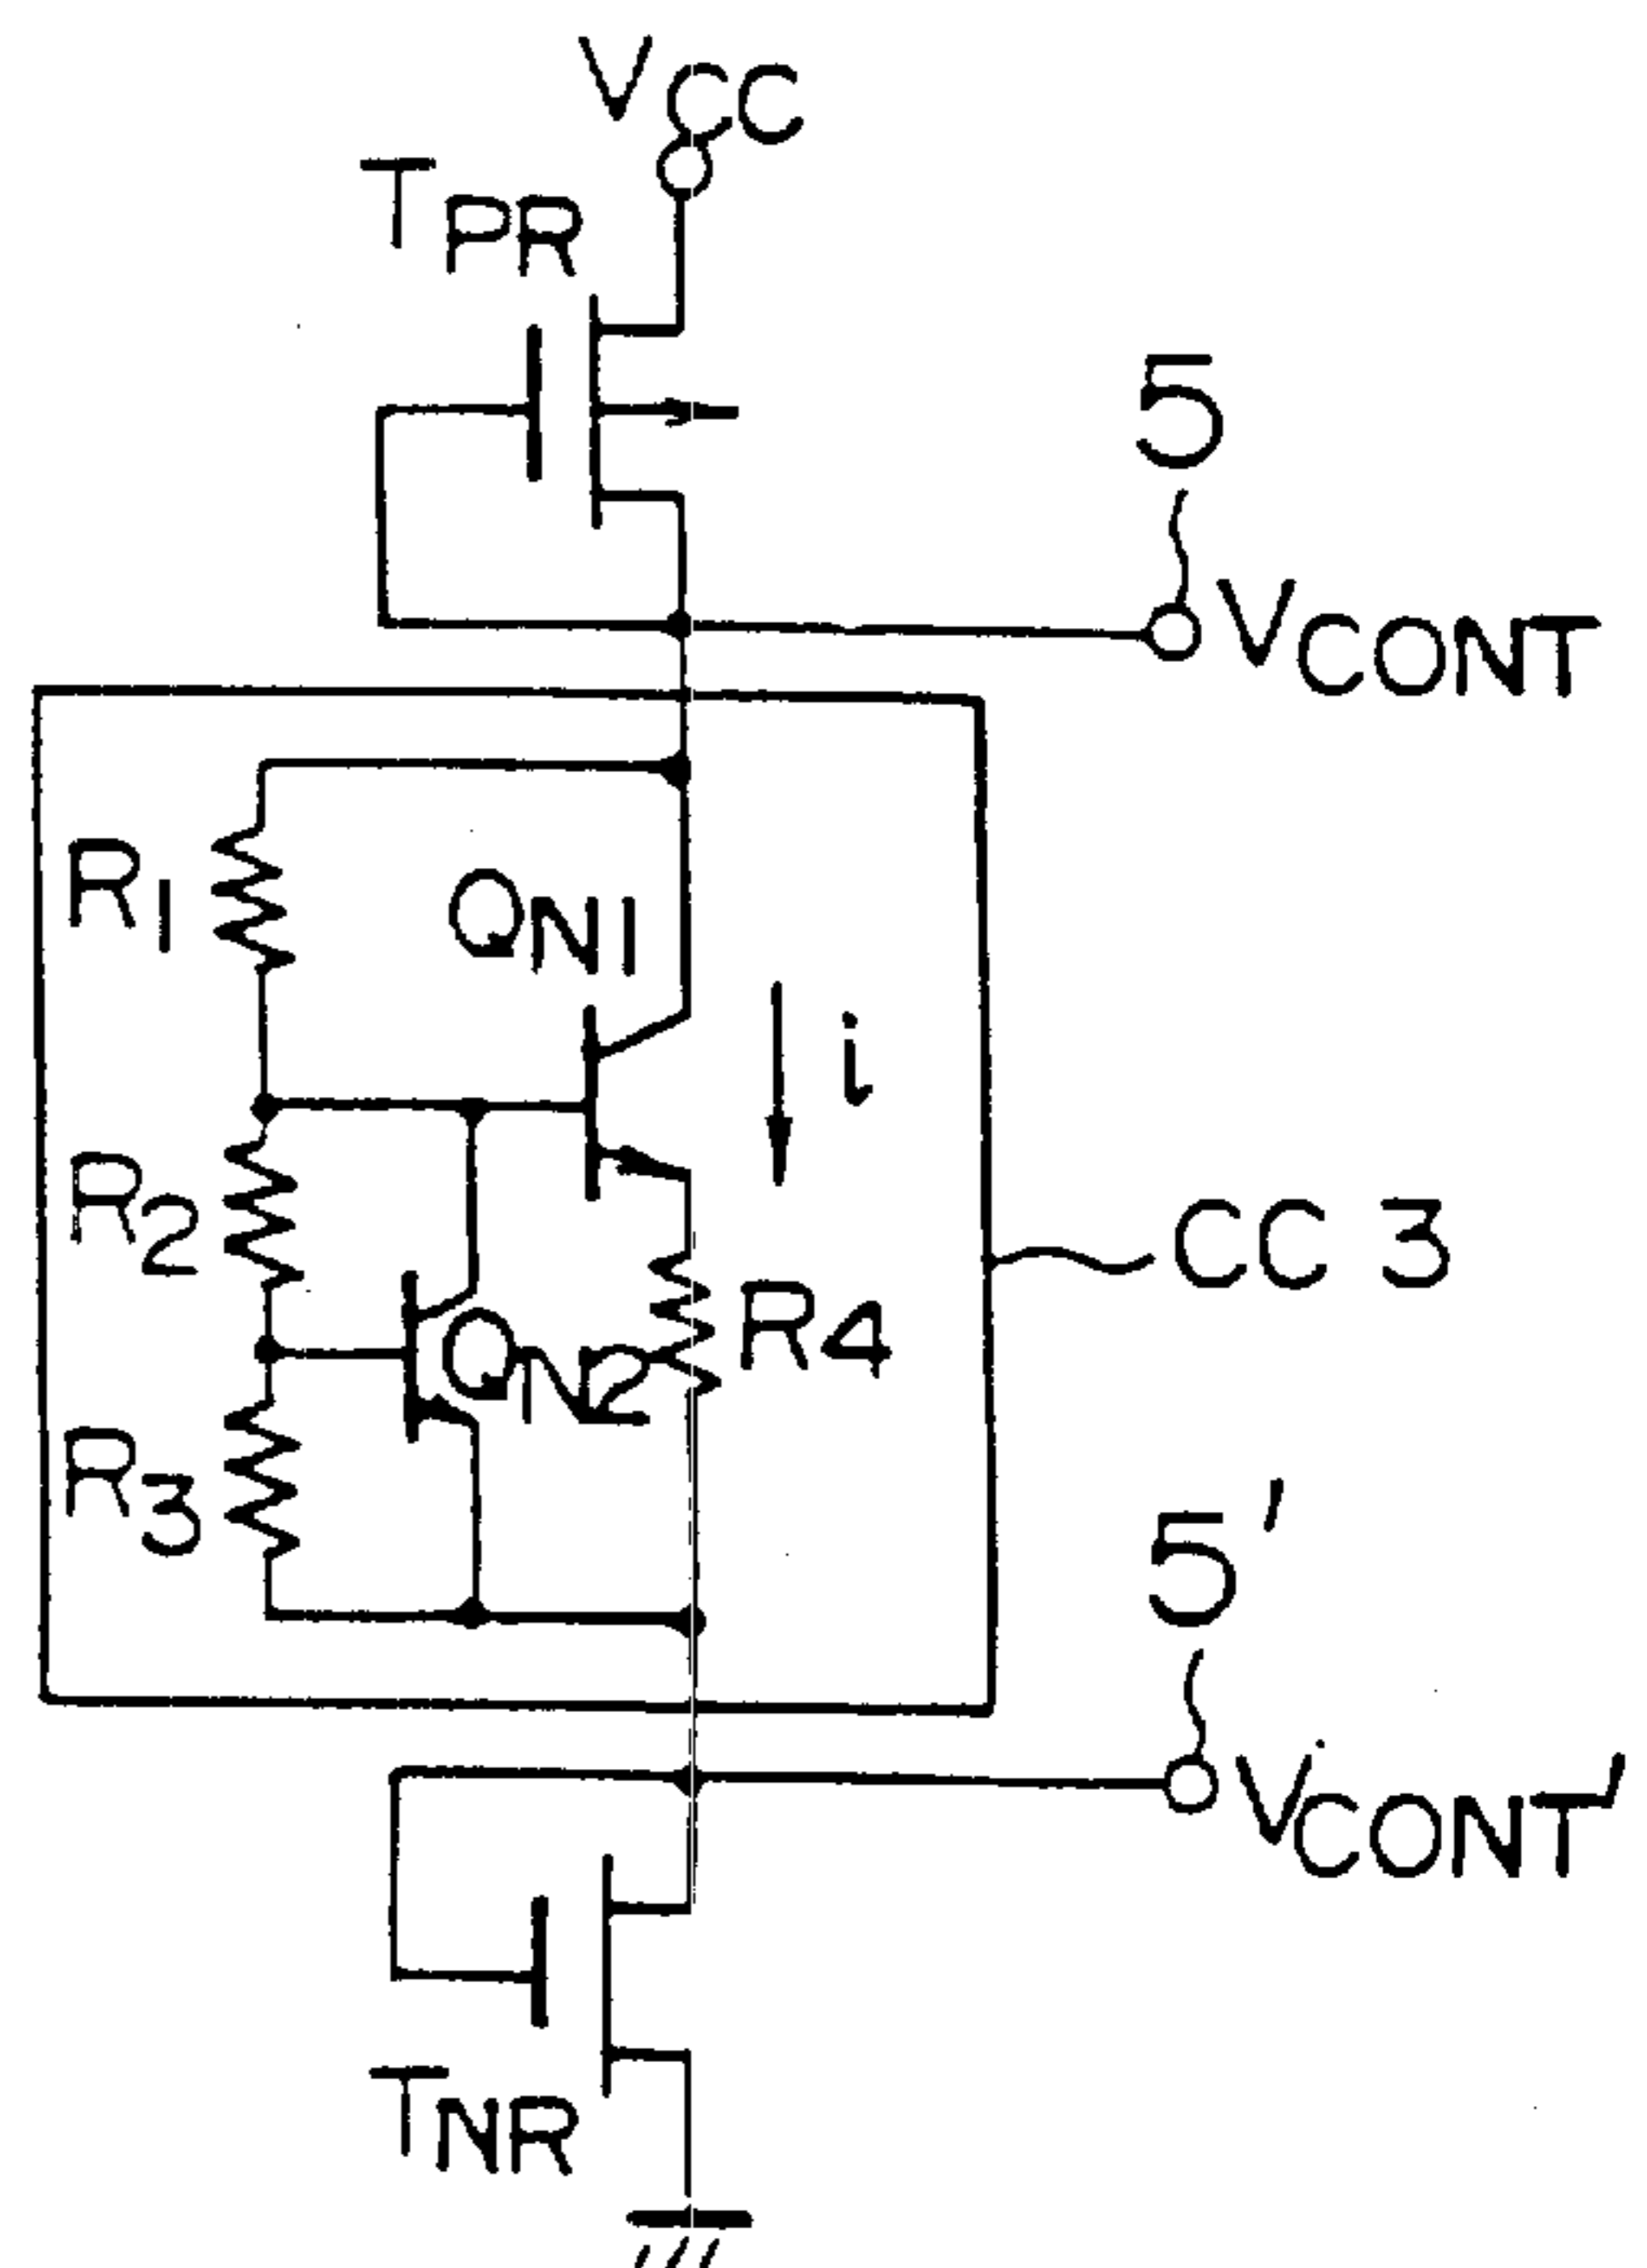 VCC
TPR
5
VCONT
R1
QN1
i
R2
CC 3
QN2
R4
R3
5'
VCONT'
TNR